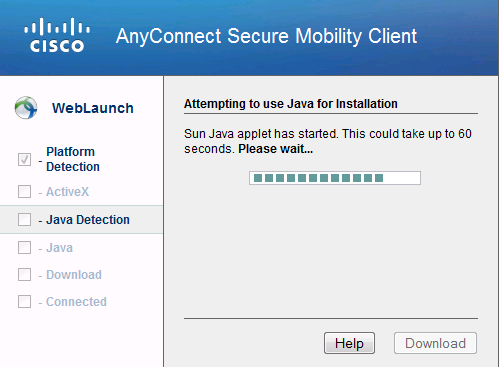 CISCO
AnyConnect Secure Mobility Client
WebLaunch
- Platform
Detection
- ActiveX
- Java Detection
- Java
- Download
- Connected
Attempting to use Java for Installation
Sun Java applet has started. This could take up to 60
seconds. Please wait...
Help
Download